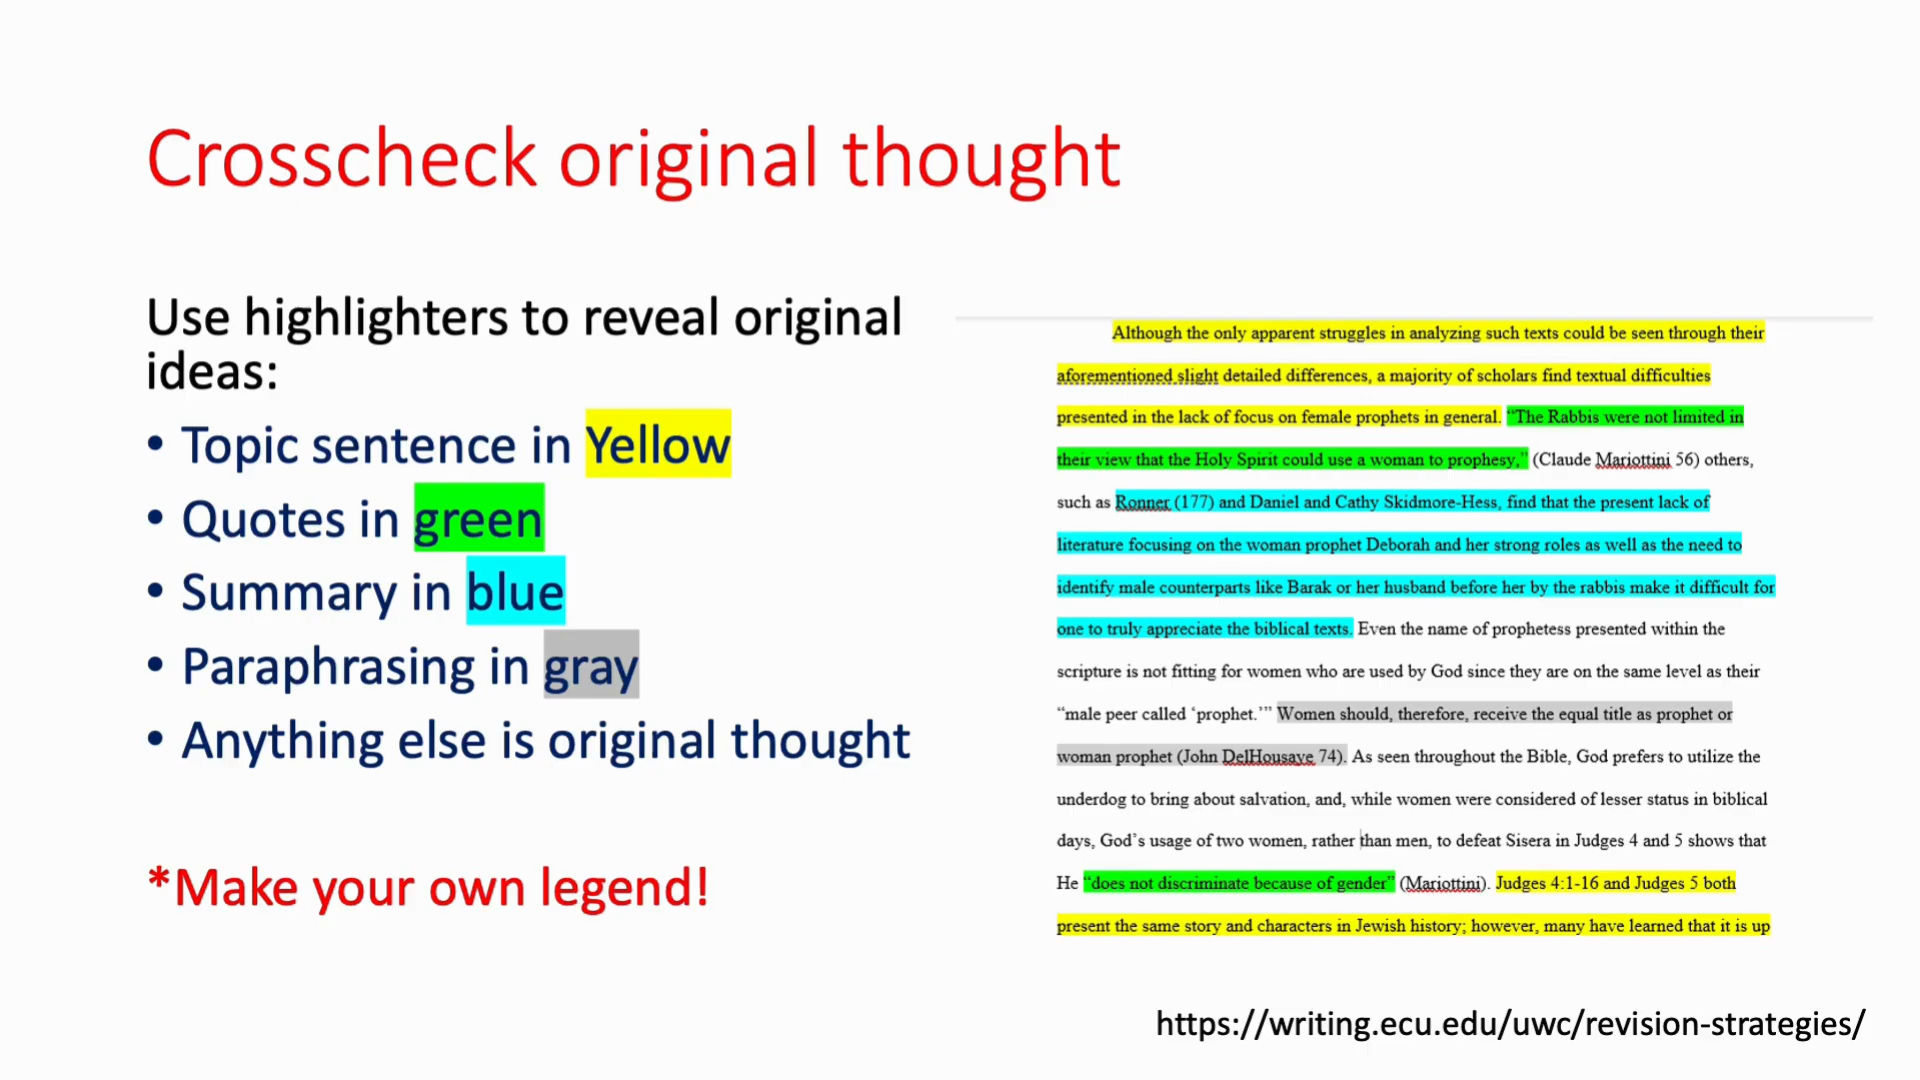 Crosscheck original thought
Use highlighters to reveal original
ideas:
• Topic sentence in Yellow
• Quotes in green
• Summary in blue
• Paraphrasing in gray
• Anything else is original thought
*Make your own legend!
Although the only apparent struggles in analyzing such texts could be seen through their
aforementioned slight detailed differences, a majority of scholars find textual difficulties
presented in the lack of focus on female prophets in general. “The Rabbis were not limited in
their view that the Holy Spirit could use a woman to prophesy,” (Claude Mariottini 56) others,
such as Ronner (177) and Daniel and Cathy Skidmore-Hess, find that the present lack of
literature focusing on the woman prophet Deborah and her strong roles as well as the need to
identify male counterparts like Barak or her husband before her by the rabbis make it difficult for
one to truly appreciate the biblical texts. Even the name of prophetess presented within the
scripture is not fitting for women who are used by God since they are on the same level as their
“male peer called ‘prophet.’” Women should, therefore, receive the equal title as prophet or
woman prophet (John DelHousaye 74). As seen throughout the Bible, God prefers to utilize the
underdog to bring about salvation, and, while women were considered of lesser status in biblical
days, God’s usage of two women, rather than men, to defeat Sisera in Judges 4 and 5 shows that
He “does not discriminate because of gender” (Mariottini). Judges 4:1-16 and Judges 5 both
present the same story and characters in Jewish history; however, many have learned that it is up
https://writing.ecu.edu/uwc/revision-strategies/